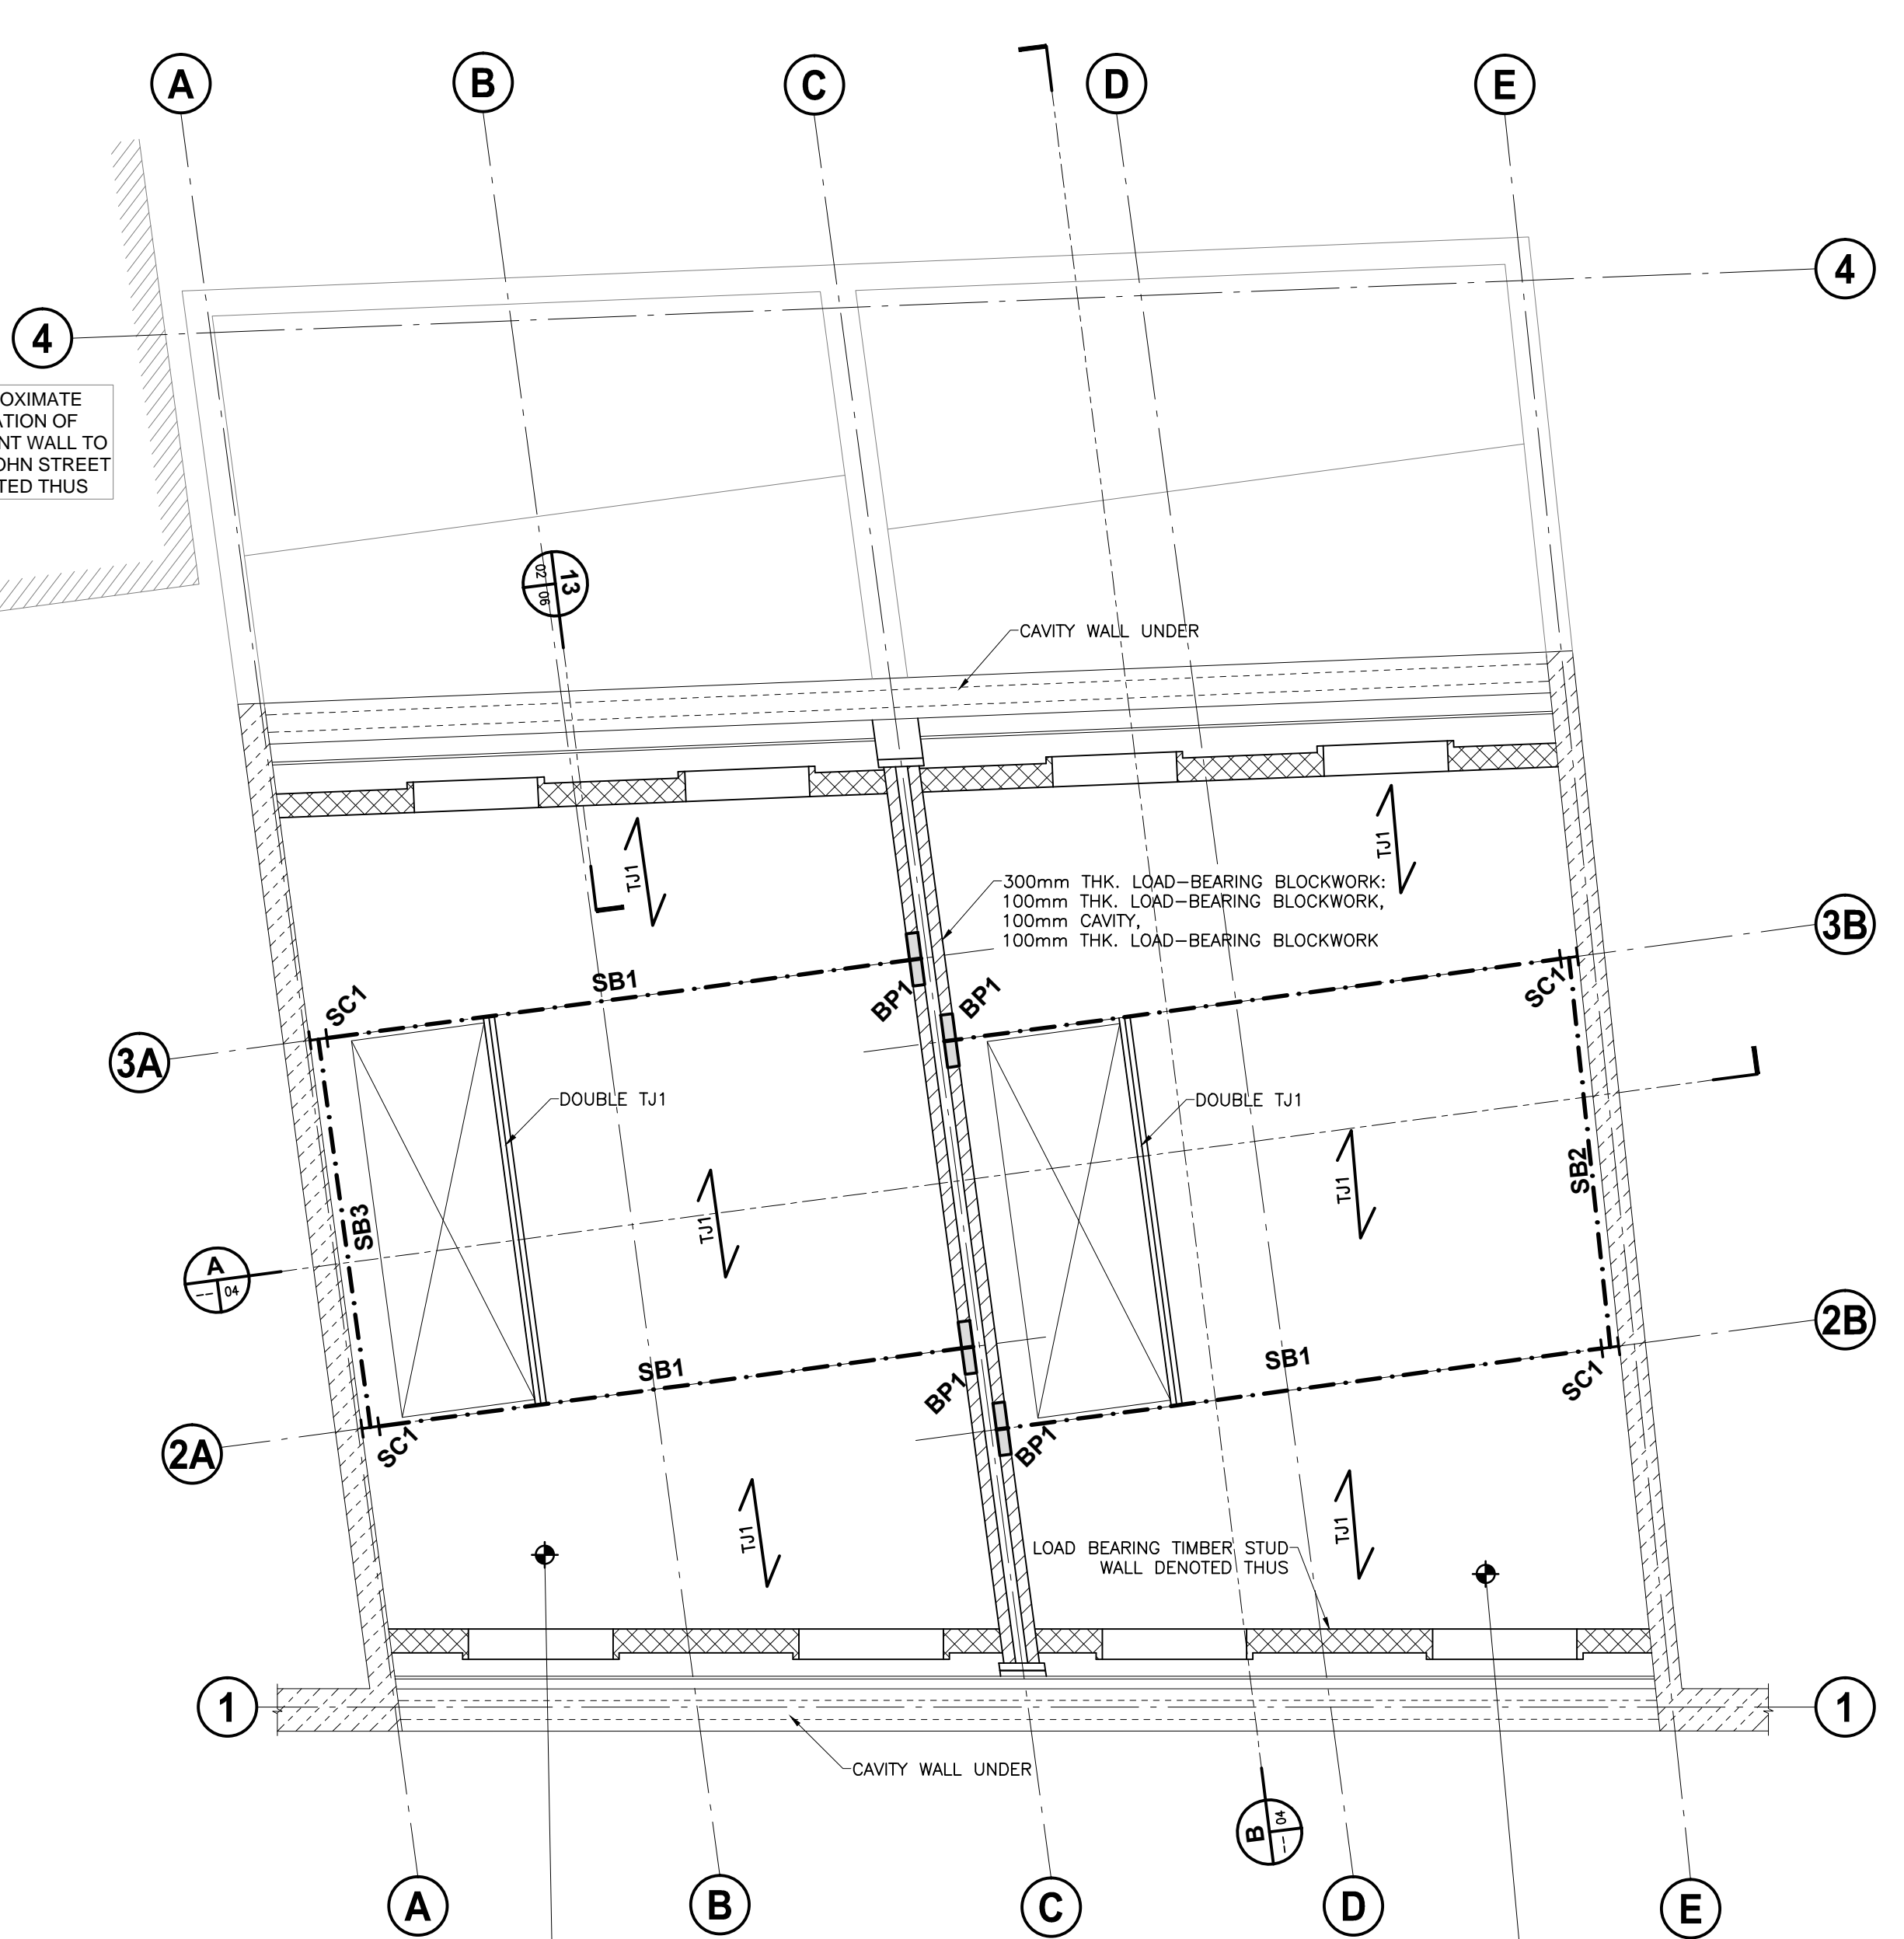 A
B
C
D
E
4
4
OXIMATE
ATION OF
NT WALL TO
OHN STREET
TED THUS
13
02
06
CAVITY WALL UNDER
TJ1
TJ1
300mm THK. LOAD-BEARING BLOCKWORK:
100mm THK. LOAD-BEARING BLOCKWORK,
100mm CAVITY,
100mm THK. LOAD-BEARING BLOCKWORK
3B
SB1
SC1
BP1
BP1
SC1
3A
DOUBLE TJ1
DOUBLE TJ1
SB3
TJ1
TJ1
SB2
A
-- 04
2B
SB1
SB1
BP1
SC1
2A
SC1
BP1
TJ1
TJ1
LOAD BEARING TIMBER STUD
WALL DENOTED THUS
1
1
CAVITY WALL UNDER
B
-- 04
A
B
C
D
E